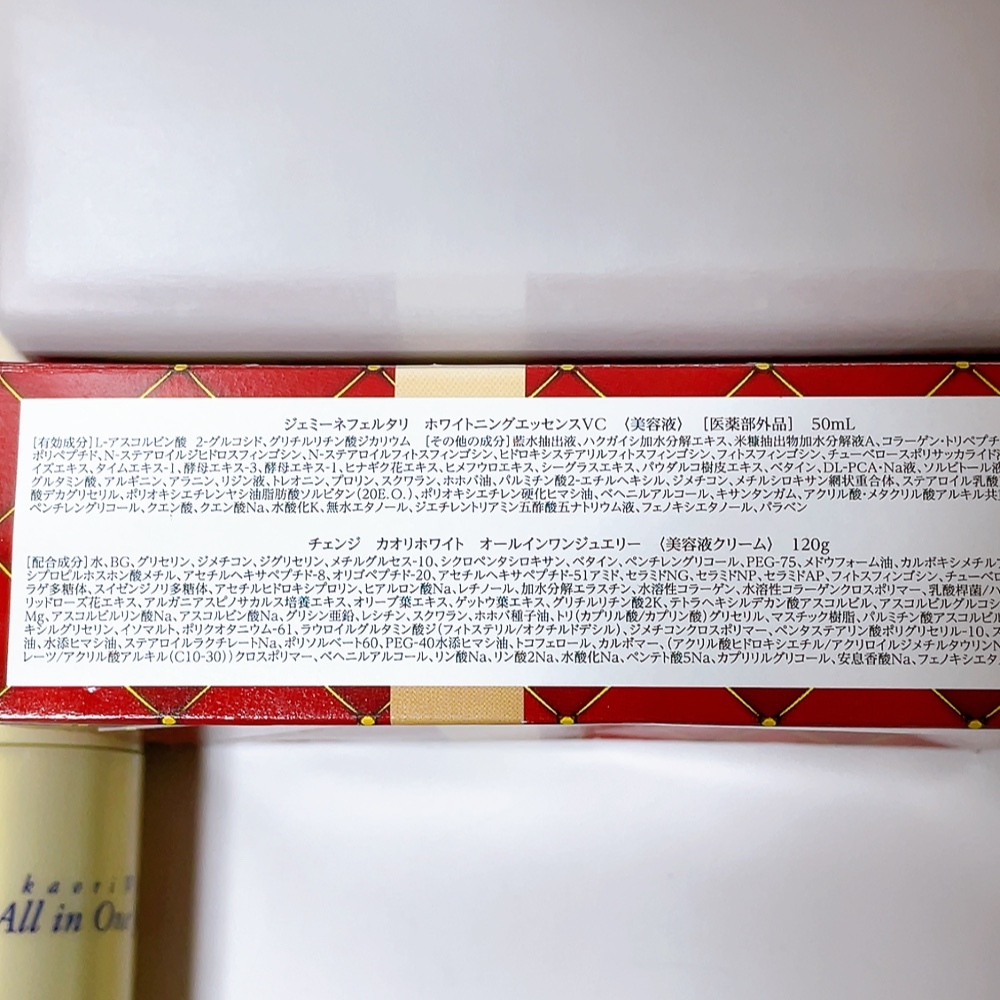 ジェミーネフェルタリ ホワイトニングエッセンスVC 〈美容液〉 [医薬部外品] 50mL
[有効成分]L-アスコルビン酸 2-グルコシド、グリチルリチン酸ジカリウム [その他の成分]藍水抽出液、ハクガイシ加水分解エキス、米糠抽出物加水分解液A、コラーゲン・トリペプチ
ポリペプチド、N-ステアロイルジヒドロスフィンゴシン、N-ステアロイルフィトスフィンゴシン、ヒドロキシステアリルフィトスフィンゴシン、フィトスフィンゴシン、チューベロースポリサッカライド
イズエキス、タイムエキス-1、酵母エキス-3、酵母エキス-1、ヒナギク花エキス、ヒメフウロエキス、シーグラスエキス、パウダルコ樹皮エキス、ベタイン、DL-PCA・Na液、ソルビトール
グルタミン酸、アルギニン、アラニン、リジン液、トレオニン、プロリン、スクワラン、ホホバ油、パルミチン酸2-エチルヘキシル、ジメチコン、メチルシロキサン網状重合体、ステアロイル乳酸
酸デカグリセリル、ポリオキシエチレンヤシ油脂肪酸ソルビタン(20E.O.)、ポリオキシエチレン硬化ヒマシ油、ベヘニルアルコール、キサンタンガム、アクリル酸・メタクリル酸アルキル共
ペンチレングリコール、クエン酸、クエン酸Na、水酸化K、無水エタノール、ジエチレントリアミン五酢酸五ナトリウム液、フェノキシエタノール、パラベン
チェンジ カオリホワイト オールインワンジュエリー 〈美容液クリーム〉 120g
[配合成分]水、BG、グリセリン、ジメチコン、ジグリセリン、メチルグルセス-10、シクロペンタシロキサン、ベタイン、ペンチレングリコール、PEG-75、メドウフォーム油、カルボキシメチル
シプロピルホスホン酸メチル、アセチルヘキサペプチド-8、オリゴペプチド-20、アセチルヘキサペプチド-51アミド、セラミドNG、セラミドNP、セラミドAP、フィトスフィンゴシン、チューベロ
ラゲ多糖体、スイゼンジノリ多糖体、アセチルヒドロキシプロリン、ヒアルロン酸Na、レチノール、加水分解エラスチン、水溶性コラーゲン、水溶性コラーゲンクロスポリマー、乳酸桿菌/ハ
リッドローズ花エキス、アルガニアスピノサカルス培養エキス、オリーブ葉エキス、ゲットウ葉エキス、グリチルリチン酸2K、テトラヘキシルデカン酸アスコルビル、アスコルビルグルコシ
Mg、アスコルビルリン酸Na、アスコルビン酸Na、グリシン亜鉛、レシチン、スクワラン、ホホバ種子油、トリ(カプリル酸/カプリン酸)グリセリル、マスチック樹脂、パルミチン酸アスコルビル
キシルグリセリン、イソマルト、ポリクオタニウム-61、ラウロイルグルタミン酸ジ(フィトステリル/オクチルドデシル)、ジメチコンクロスポリマー、ペンタステアリン酸ポリグリセリル-10、ス
油、水添ヒマシ油、ステアロイルラクチレートNa、ポリソルベート60、PEG-40水添ヒマシ油、トコフェロール、カルボマー、(アクリル酸ヒドロキシエチル/アクリロイルジメチルタウリンN
レーツ/アクリル酸アルキル(C10-30))クロスポリマー、ベヘニルアルコール、リン酸Na、リン酸2Na、水酸化Na、ペンテト酸5Na、カプリリルグリコール、安息香酸Na、フェノキシエタ
kaori
All in One